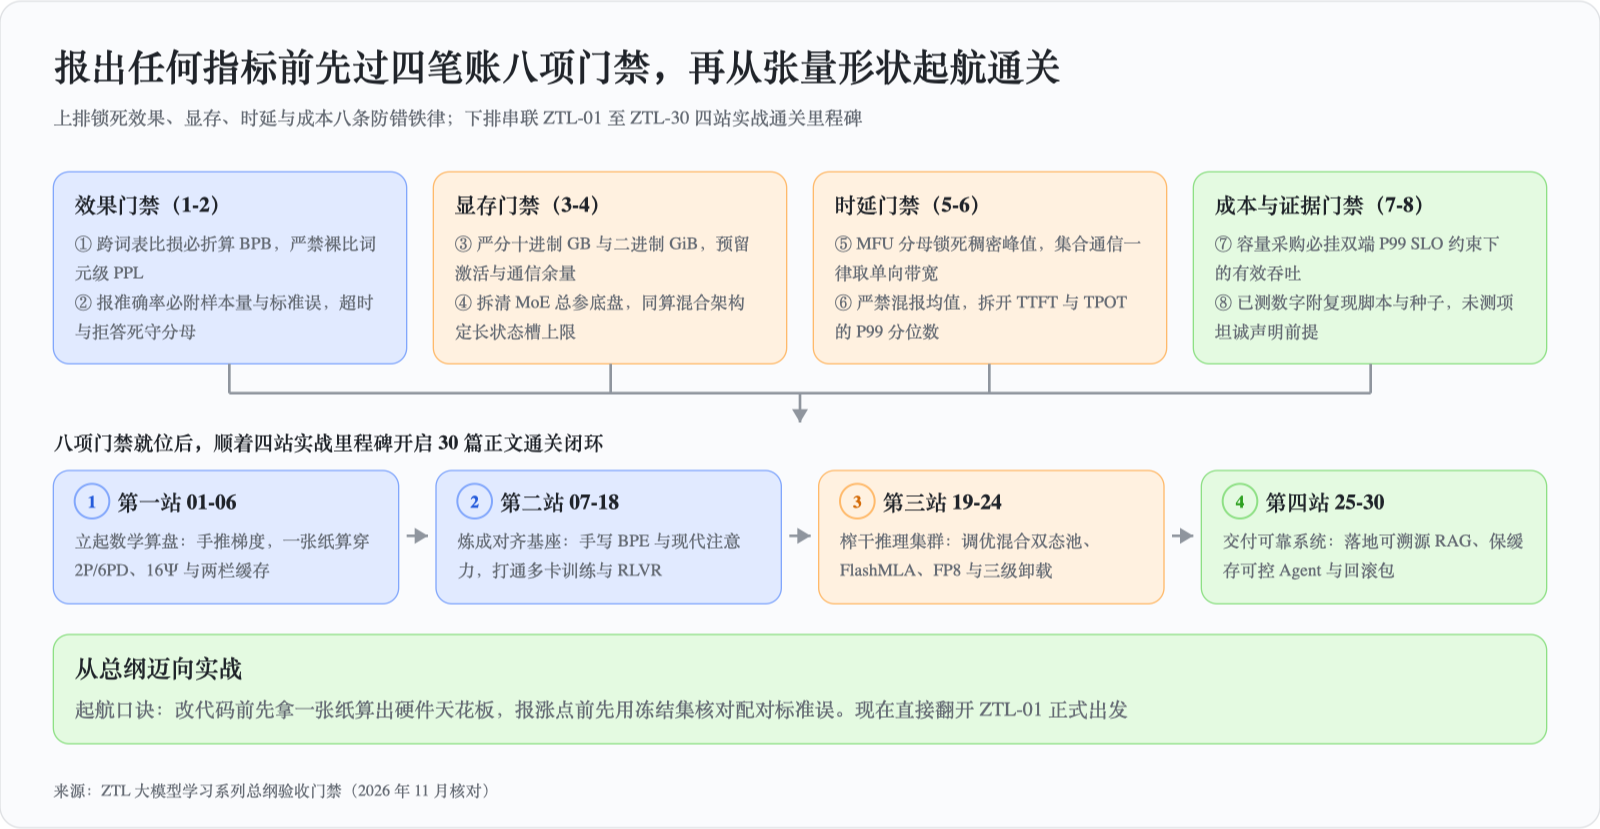 报出任何指标前先过四笔账八项门禁，再从张量形状起航通关
上排锁死效果、显存、时延与成本八条防错铁律；下排串联 ZTL-01 至 ZTL-30 四站实战通关里程碑
效果门禁（1-2）
① 跨词表比损必折算 BPB，严禁裸比词
元级 PPL
② 报准确率必附样本量与标准误，超时
与拒答死守分母
显存门禁（3-4）
③ 严分十进制 GB 与二进制 GiB，预留
激活与通信余量
④ 拆清 MoE 总参底盘，同算混合架构
定长状态槽上限
时延门禁（5-6）
⑤ MFU 分母锁死稠密峰值，集合通信一
律取单向带宽
⑥ 严禁混报均值，拆开 TTFT 与 TPOT
的 P99 分位数
成本与证据门禁（7-8）
⑦ 容量采购必挂双端 P99 SLO 约束下
的有效吞吐
⑧ 已测数字附复现脚本与种子，未测项
坦诚声明前提
八项门禁就位后，顺着四站实战里程碑开启 30 篇正文通关闭环
1 第一站 01-06
立起数学算盘：手推梯度，一张纸算穿
2P/6PD、16Ψ 与两栏缓存
2 第二站 07-18
炼成对齐基座：手写 BPE 与现代注意
力，打通多卡训练与 RLVR
3 第三站 19-24
榨干推理集群：调优混合双态池、
FlashMLA、FP8 与三级卸载
4 第四站 25-30
交付可靠系统：落地可溯源 RAG、保缓
存可控 Agent 与回滚包
从总纲迈向实战
起航口诀：改代码前先拿一张纸算出硬件天花板，报涨点前先用冻结集核对配对标准误。现在直接翻开 ZTL-01 正式出发
来源：ZTL 大模型学习系列总纲验收门禁（2026 年 11 月核对）